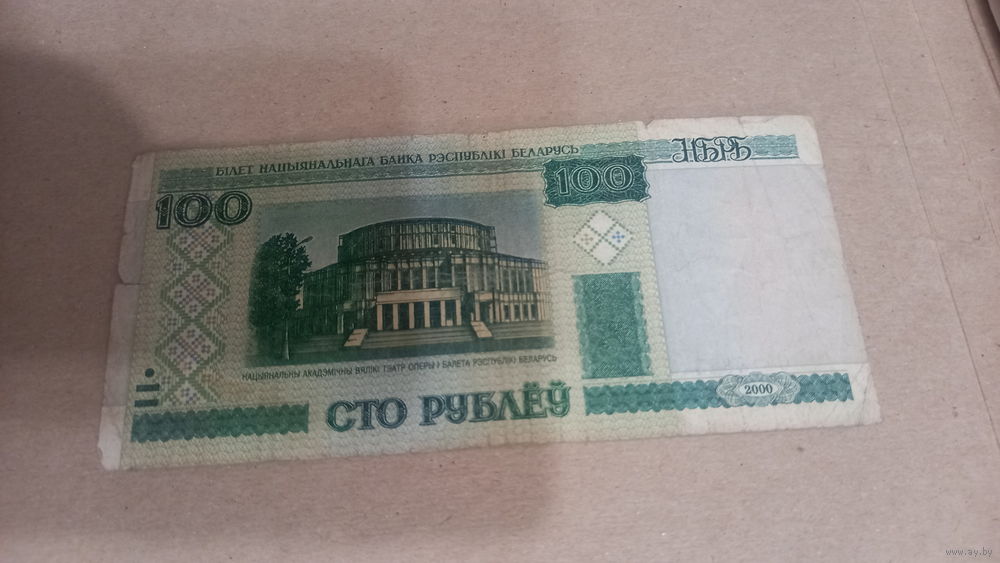 БІЛЕТ НАЦЫЯНАЛЬНАГА БАНКА РЭСПУБЛІКІ БЕЛАРУСЬ
НБРБ
100
100
НАЦЫЯНАЛЬНЫ АКАДЭМІЧНЫ ВЯЛІКІ ТЭАТР ОПЕРЫ І БАЛЕТА РЭСПУБЛІКІ БЕЛАРУСЬ
СТО РУБЛЁЎ
2000
www.ay.by